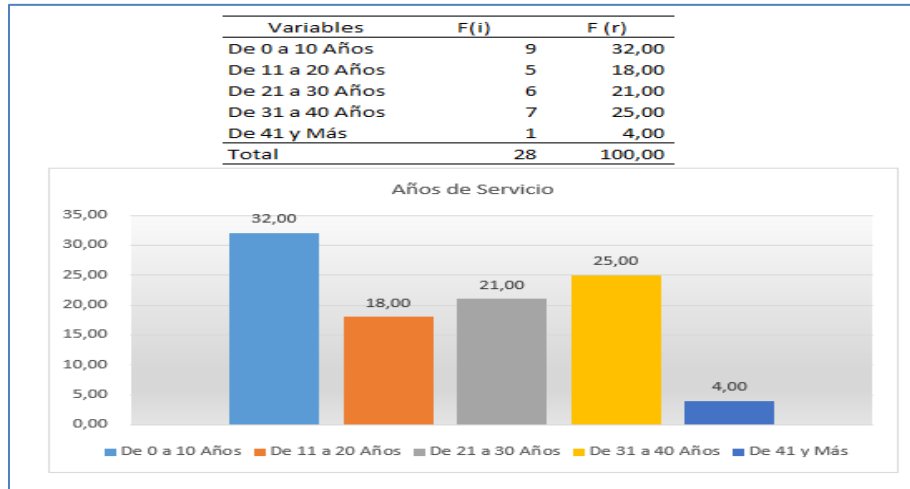 Variables F(i) F (r)
De 0 a 10 Años 9 32,00
De 11 a 20 Años 5 18,00
De 21 a 30 Años 6 21,00
De 31 a 40 Años 7 25,00
De 41 y Más 1 4,00
Total 28 100,00
Años de Servicio
35,00
30,00
25,00
20,00
15,00
10,00
5,00
0,00
32,00
18,00
21,00
25,00
4,00
De 0 a 10 Años De 11 a 20 Años De 21 a 30 Años De 31 a 40 Años De 41 y Más